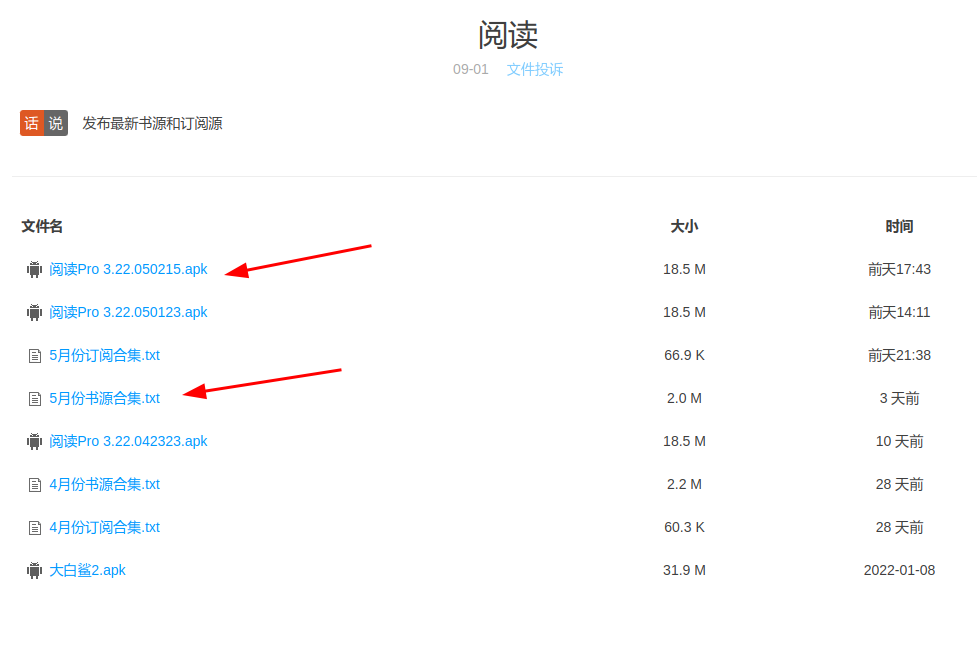 阅读
09-01 文件投诉
话说 发布最新书源和订阅源
文件名 大小 时间
阅读Pro 3.22.050215.apk 18.5 M 前天17:43
阅读Pro 3.22.050123.apk 18.5 M 前天14:11
5月份订阅合集.txt 66.9 K 前天21:38
5月份书源合集.txt 2.0 M 3 天前
阅读Pro 3.22.042323.apk 18.5 M 10 天前
4月份书源合集.txt 2.2 M 28 天前
4月份订阅合集.txt 60.3 K 28 天前
大白鲨2.apk 31.9 M 2022-01-08